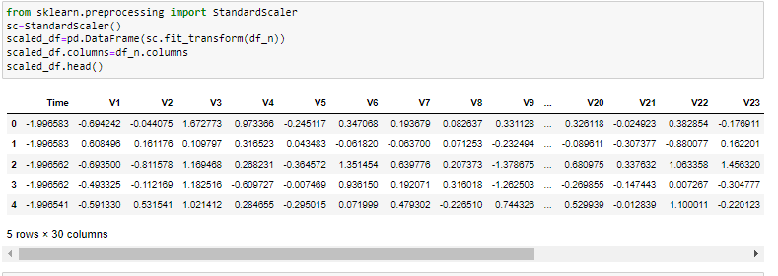 from sklearn.preprocessing import StandardScaler
sc=StandardScaler()
scaled_df=pd.DataFrame(sc.fit_transform(df_n))
scaled_df.columns=df_n.columns
scaled_df.head()
Time V1 V2 V3 V4 V5 V6 V7 V8 V9 ... V20 V21 V22 V23
0 -1.996583 -0.694242 -0.044075 1.672773 0.973366 -0.245117 0.347068 0.193679 0.082637 0.331128 ... 0.326118 -0.024923 0.382854 -0.176911
1 -1.996583 0.608496 0.161176 0.109797 0.316523 0.043483 -0.061820 -0.063700 0.071253 -0.232494 ... -0.089611 -0.307377 -0.880077 0.162201
2 -1.996562 -0.693500 -0.811578 1.169468 0.268231 -0.364572 1.351454 0.639776 0.207373 -1.378675 ... 0.680975 0.337632 1.063358 1.456320
3 -1.996562 -0.493325 -0.112169 1.182516 -0.609727 -0.007469 0.936150 0.192071 0.316018 -1.262503 ... -0.269855 -0.147443 0.007267 -0.304777
4 -1.996541 -0.591330 0.531541 1.021412 0.284655 -0.295015 0.071999 0.479302 -0.226510 0.744326 ... 0.529939 -0.012839 1.100011 -0.220123
5 rows × 30 columns